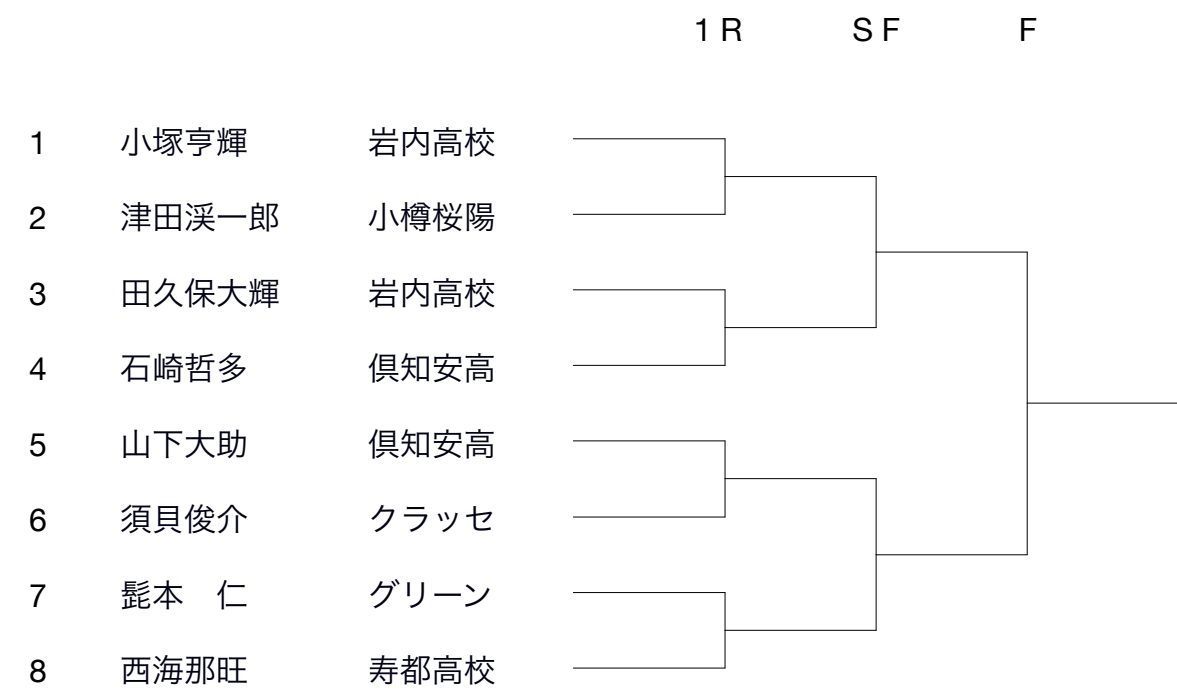 1 R S F F
1 小塚亨輝 岩内高校
2 津田渓一郎 小樽桜陽
3 田久保大輝 岩内高校
4 石崎哲多 倶知安高
5 山下大助 倶知安高
6 須貝俊介 クラッセ
7 髭本　仁 グリーン
8 西海那旺 寿都高校